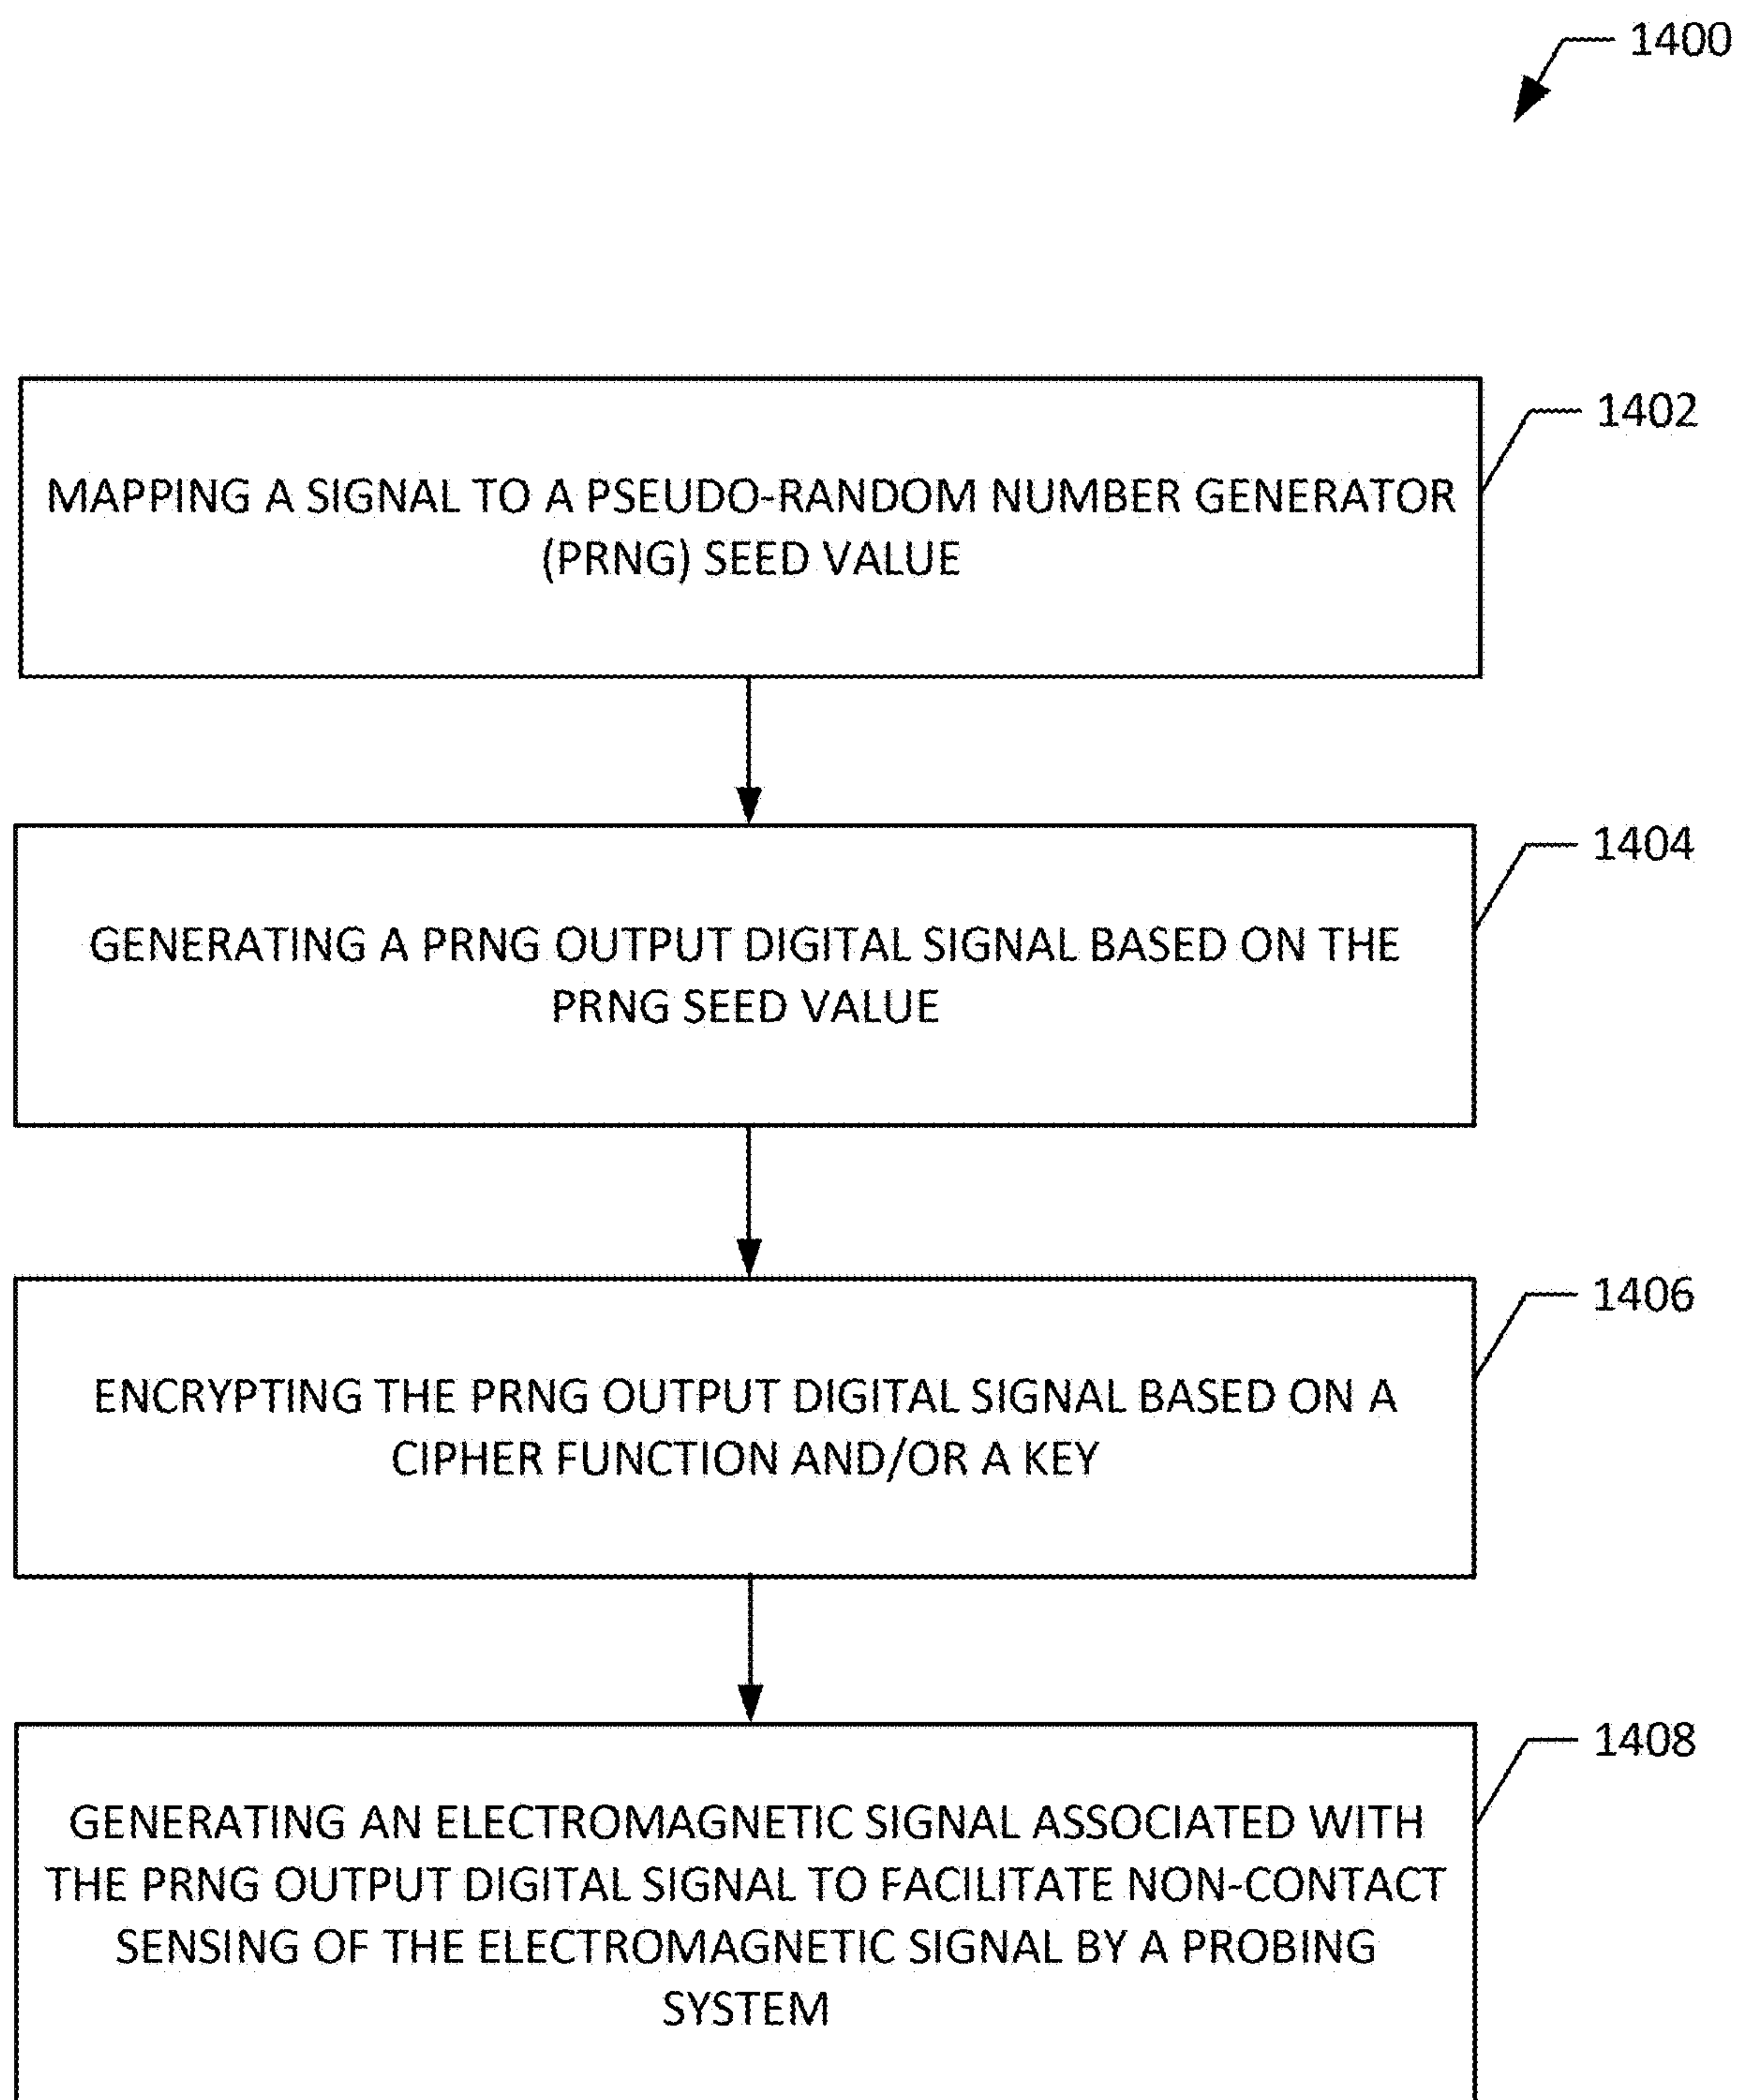 1400
1402
MAPPING A SIGNAL TO A PSEUDO-RANDOM NUMBER GENERATOR
(PRNG) SEED VALUE
1404
GENERATING A PRNG OUTPUT DIGITAL SIGNAL BASED ON THE
PRNG SEED VALUE
1406
ENCRYPTING THE PRNG OUTPUT DIGITAL SIGNAL BASED ON A
CIPHER FUNCTION AND/OR A KEY
1408
GENERATING AN ELECTROMAGNETIC SIGNAL ASSOCIATED WITH
THE PRNG OUTPUT DIGITAL SIGNAL TO FACILITATE NON-CONTACT
SENSING OF THE ELECTROMAGNETIC SIGNAL BY A PROBING
SYSTEM